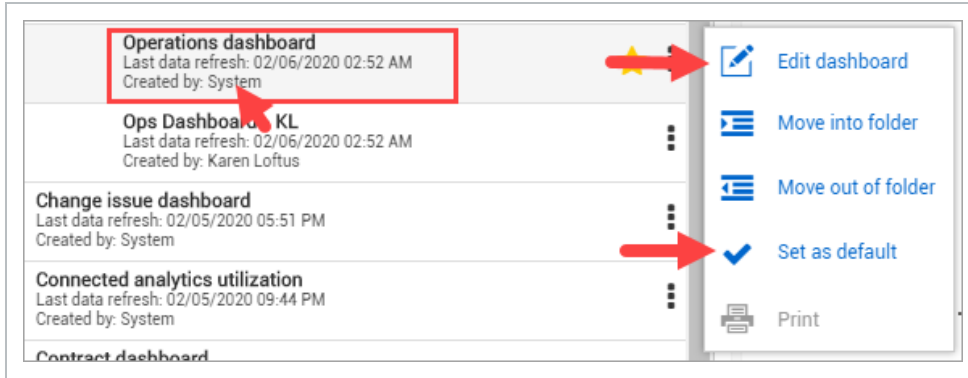 Operations dashboard
Last data refresh: 02/06/2020 02:52 AM
Created by: System
Ops KL
Last data refresh: 02/06/2020 02:52 AM
Created by: Karen Loftus
Change issue dashboard
Last data refresh: 02/05/2020 05:51 PM
Created by: System
Connected analytics utilization
Last data refresh: 02/05/2020 09:44 PM
Created by: System
Contract dashboard
Edit dashboard
Move into folder
Move out of folder
Set as default
Print